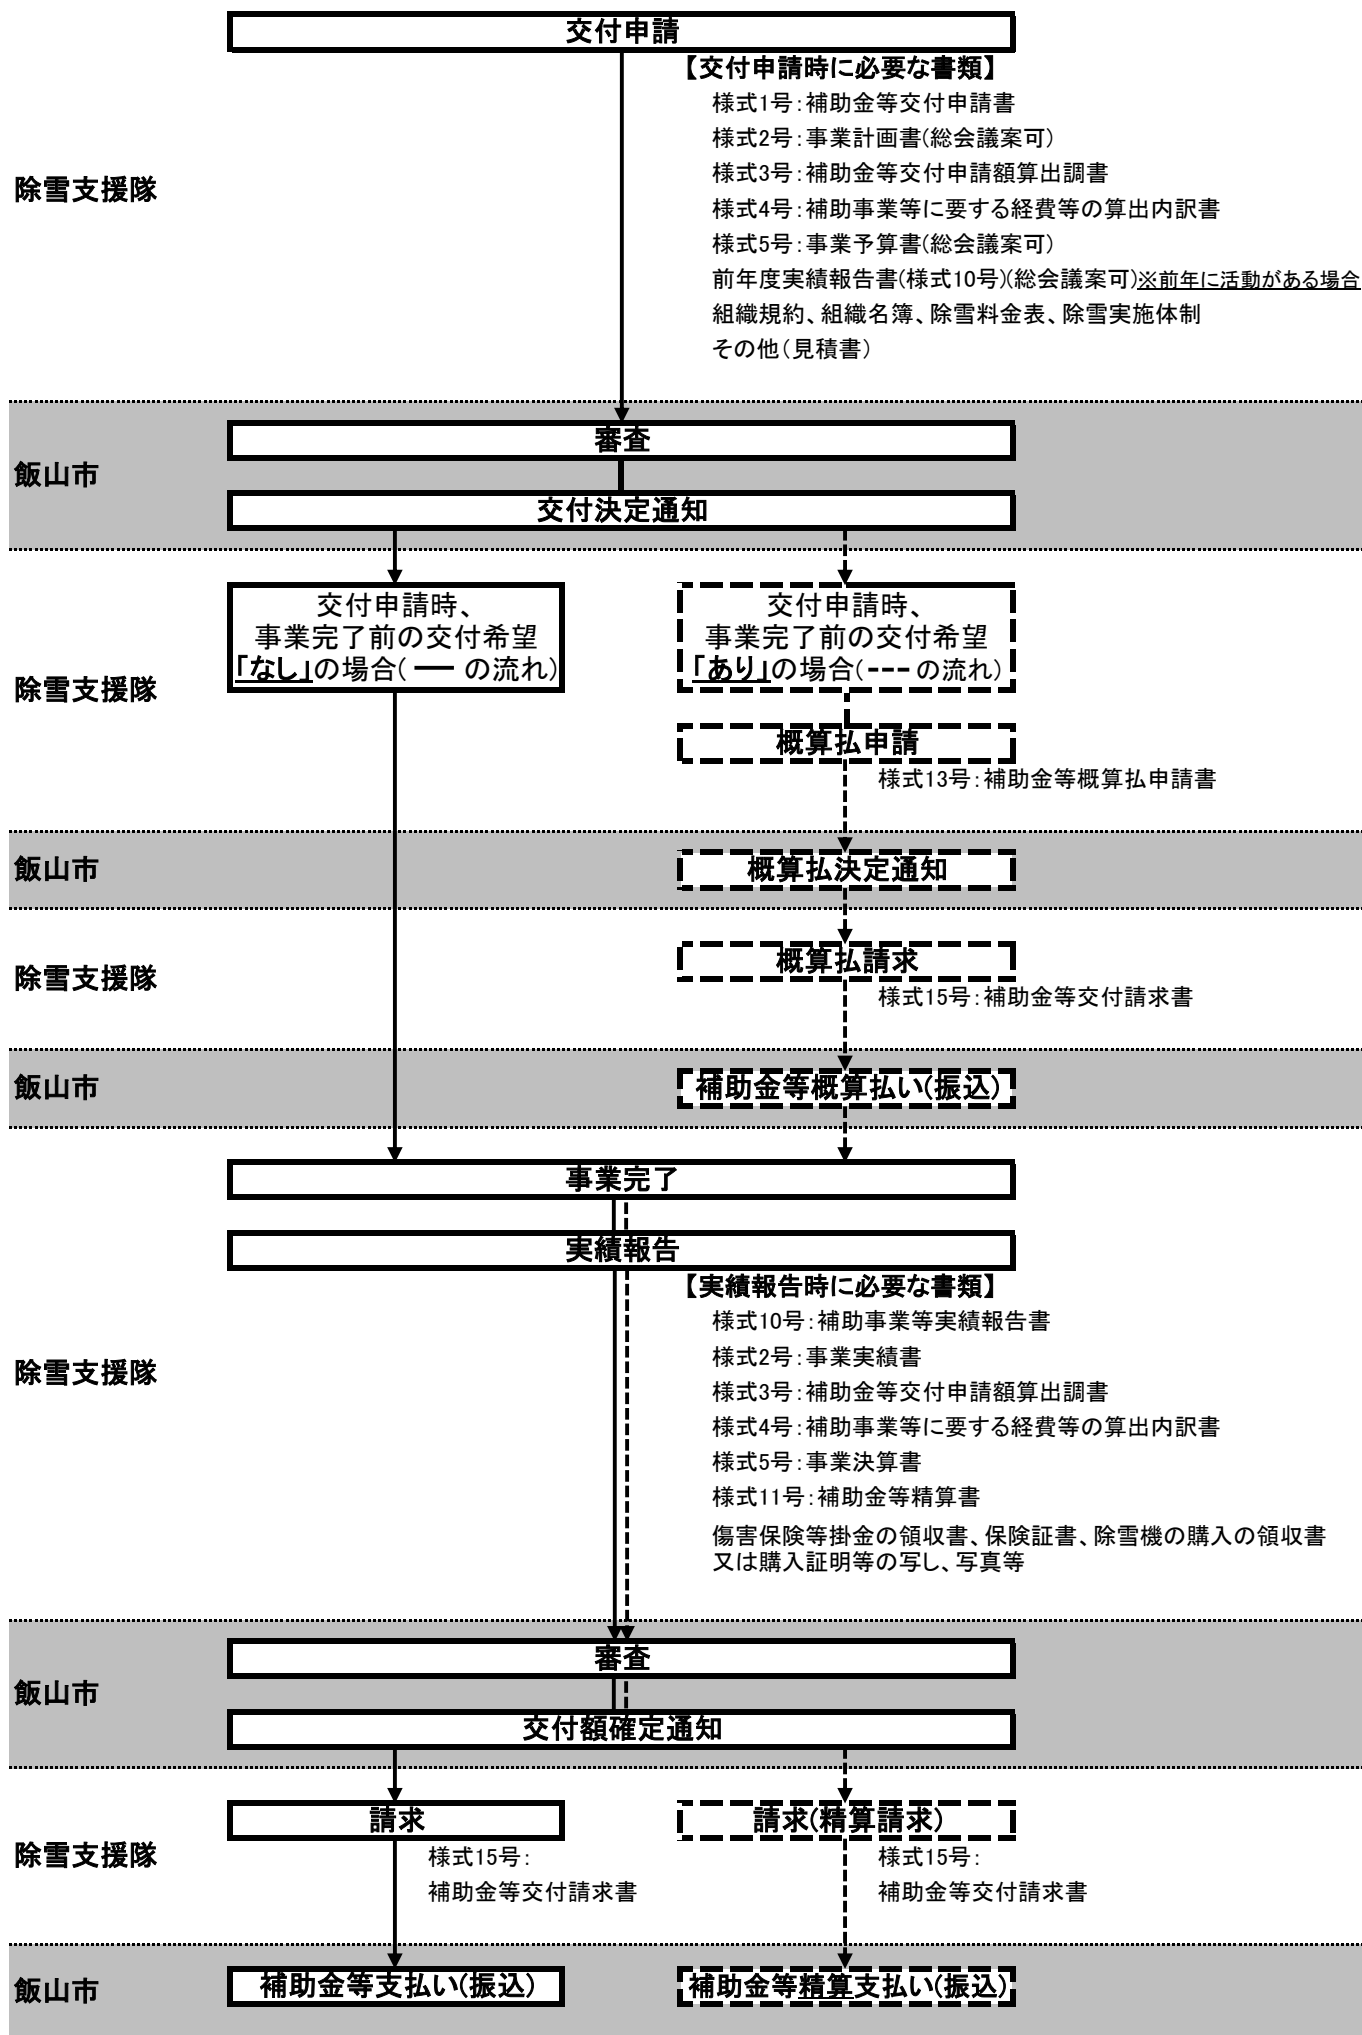 交付申請
【交付申請時に必要な書類】
様式1号:補助金等交付申請書
様式2号:事業計画書(総会議案可)
除雪支援隊
様式3号:補助金等交付申請額算出調書
様式4号:補助事業等に要する経費等の算出内訳書
様式5号:事業予算書(総会議案可)
前年度実績報告書(様式10号)(総会議案可)※前年に活動がある場合
組織規約、組織名簿、除雪料金表、除雪実施体制
その他(見積書)
審査
飯山市
交付決定通知
交付申請時、
事業完了前の交付希望
「なし」の場合( ━━ の流れ)
交付申請時、
事業完了前の交付希望
「あり」の場合(--- の流れ)
除雪支援隊
概算払申請
様式13号:補助金等概算払申請書
飯山市
概算払決定通知
概算払請求
除雪支援隊
様式15号:補助金等交付請求書
飯山市
補助金等概算払い(振込)
事業完了
実績報告
【実績報告時に必要な書類】
様式10号:補助事業等実績報告書
様式2号:事業実績書
除雪支援隊
様式3号:補助金等交付申請額算出調書
様式4号:補助事業等に要する経費等の算出内訳書
様式5号:事業決算書
様式11号:補助金等精算書
傷害保険等掛金の領収書、保険証書、除雪機の購入の領収書
又は購入証明等の写し、写真等
審査
飯山市
交付額確定通知
請求
請求(精算請求)
除雪支援隊
様式15号:
補助金等交付請求書
様式15号:
補助金等交付請求書
飯山市
補助金等支払い(振込)
補助金等精算支払い(振込)